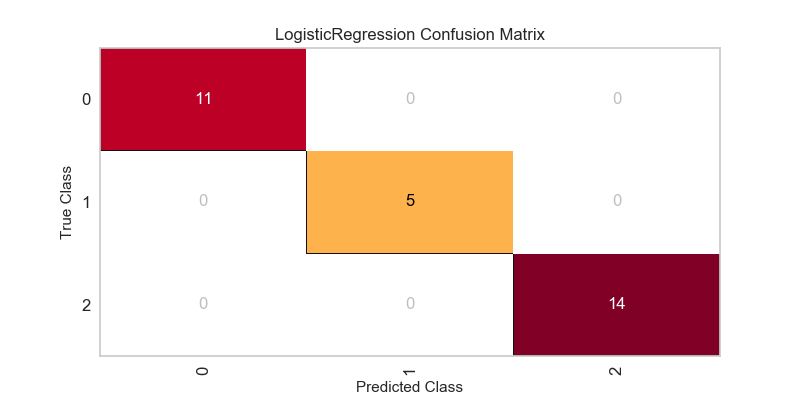 LogisticRegression Confusion Matrix
True Class
0 11 0 0
1 0 5 0
2 0 0 14
0 1 2
Predicted Class